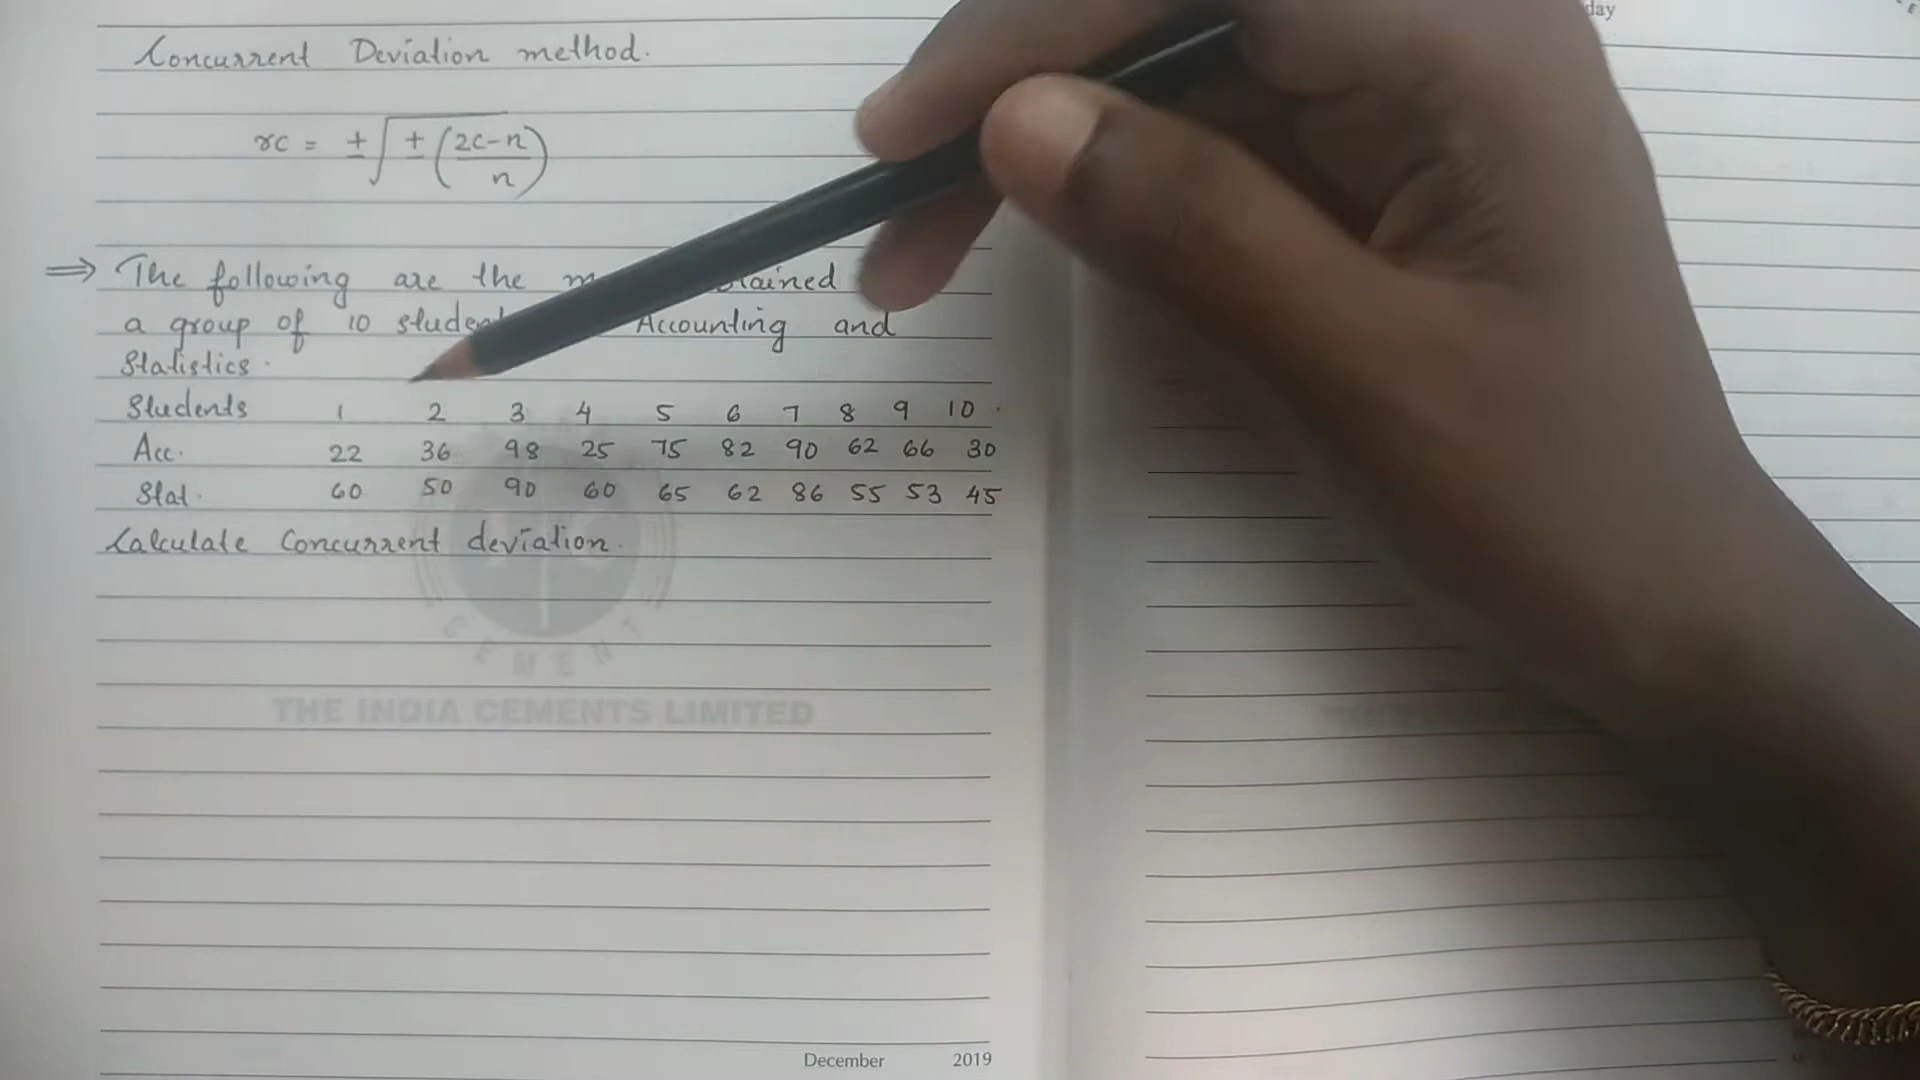 day
Concurrent Deviation method.
rc = ± √ ± (2c-n / n)
⇒ The following are the tained
a group of 10 Accounting and
Statistics.
Students 1 2 3 4 5 6 7 8 9 10.
Acc. 22 36 98 25 75 82 90 62 66 30
Stat. 60 50 90 60 65 62 86 55 53 45
Calculate Concurrent deviation.
CEMENT
THE INDIA CEMENTS LIMITED
December 2019